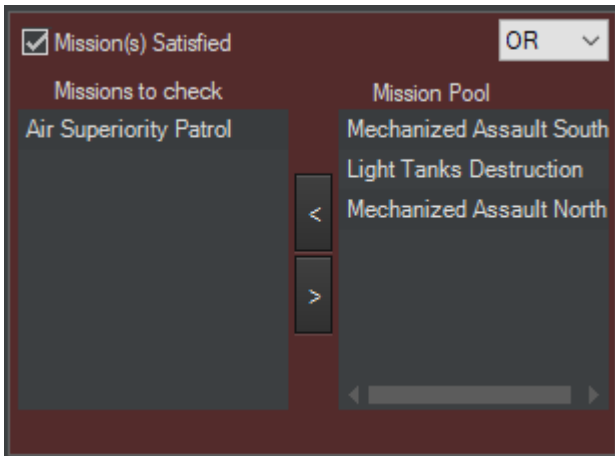 Mission(s) Satisfied
OR
Missions to check
Mission Pool
Air Superiority Patrol
Mechanized Assault South
Light Tanks Destruction
Mechanized Assault North
<
>